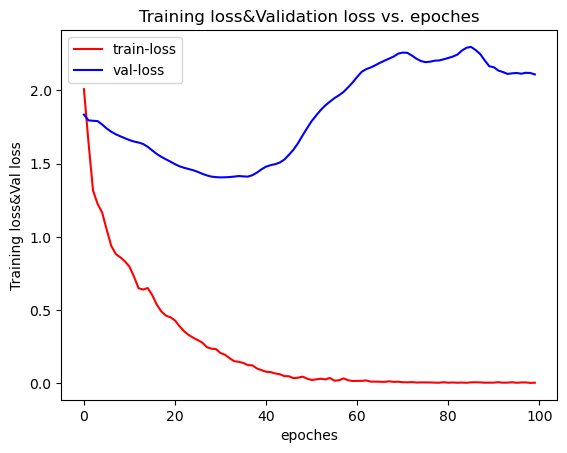 Training loss&Validation loss vs. epoches
train-loss
val-loss
Training loss&Val loss
2.0
1.5
1.0
0.5
0.0
0
20
40
60
80
100
epoches